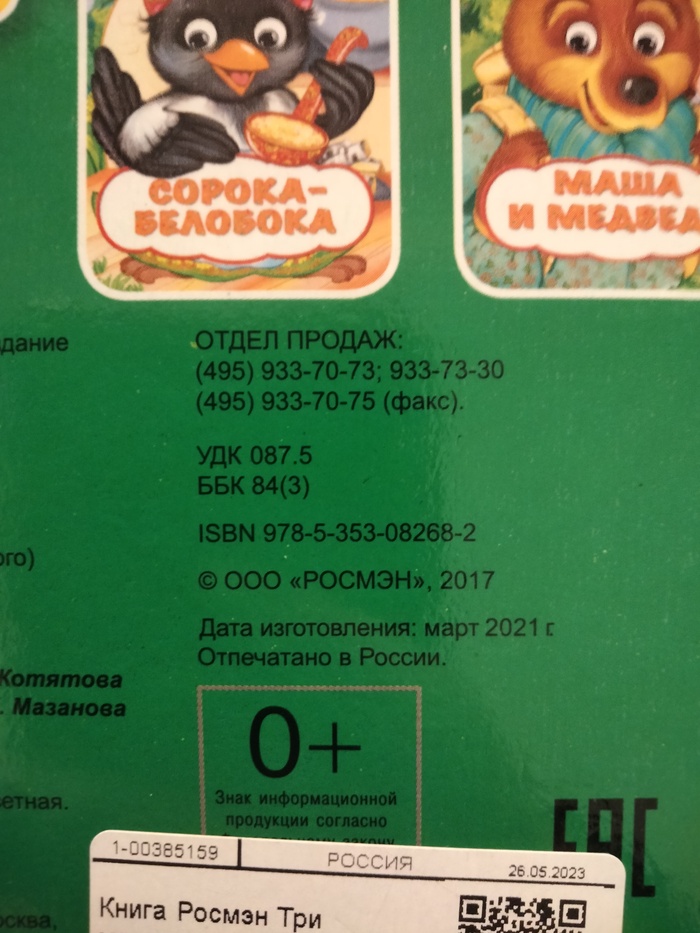 СОРОКА-
БЕЛОБОКА
МАША
И МЕДВЕД
дание
ОТДЕЛ ПРОДАЖ:
(495) 933-70-73; 933-73-30
(495) 933-70-75 (факс).
УДК 087.5
ББК 84(3)
ISBN 978-5-353-08268-2
ого)
© ООО «РОСМЭН», 2017
Дата изготовления: март 2021 г.
Отпечатано в России.
Котятова
. Мазанова
0+
етная.
Знак информационной
продукции согласно
EAC
1-00385159
РОССИЯ
26.05.2023
Книга Росмэн Три
осква,